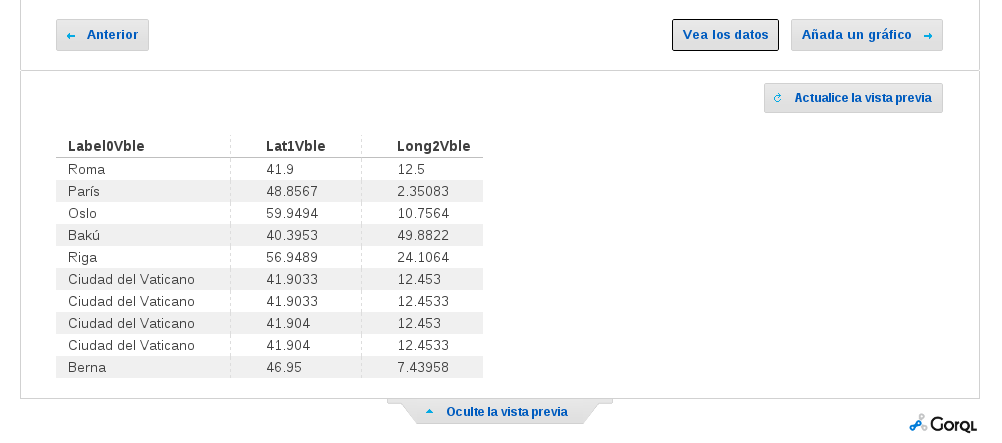 Anterior Vea los datos Añada un gráfico
Actualice la vista previa
Label0Vble Lat1Vble Long2Vble
Roma 41.9 12.5
París 48.8567 2.35083
Oslo 59.9494 10.7564
Bakú 40.3953 49.8822
Riga 56.9489 24.1064
Ciudad del Vaticano 41.9033 12.453
Ciudad del Vaticano 41.9033 12.4533
Ciudad del Vaticano 41.904 12.453
Ciudad del Vaticano 41.904 12.4533
Berna 46.95 7.43958
Oculte la vista previa
GorQL